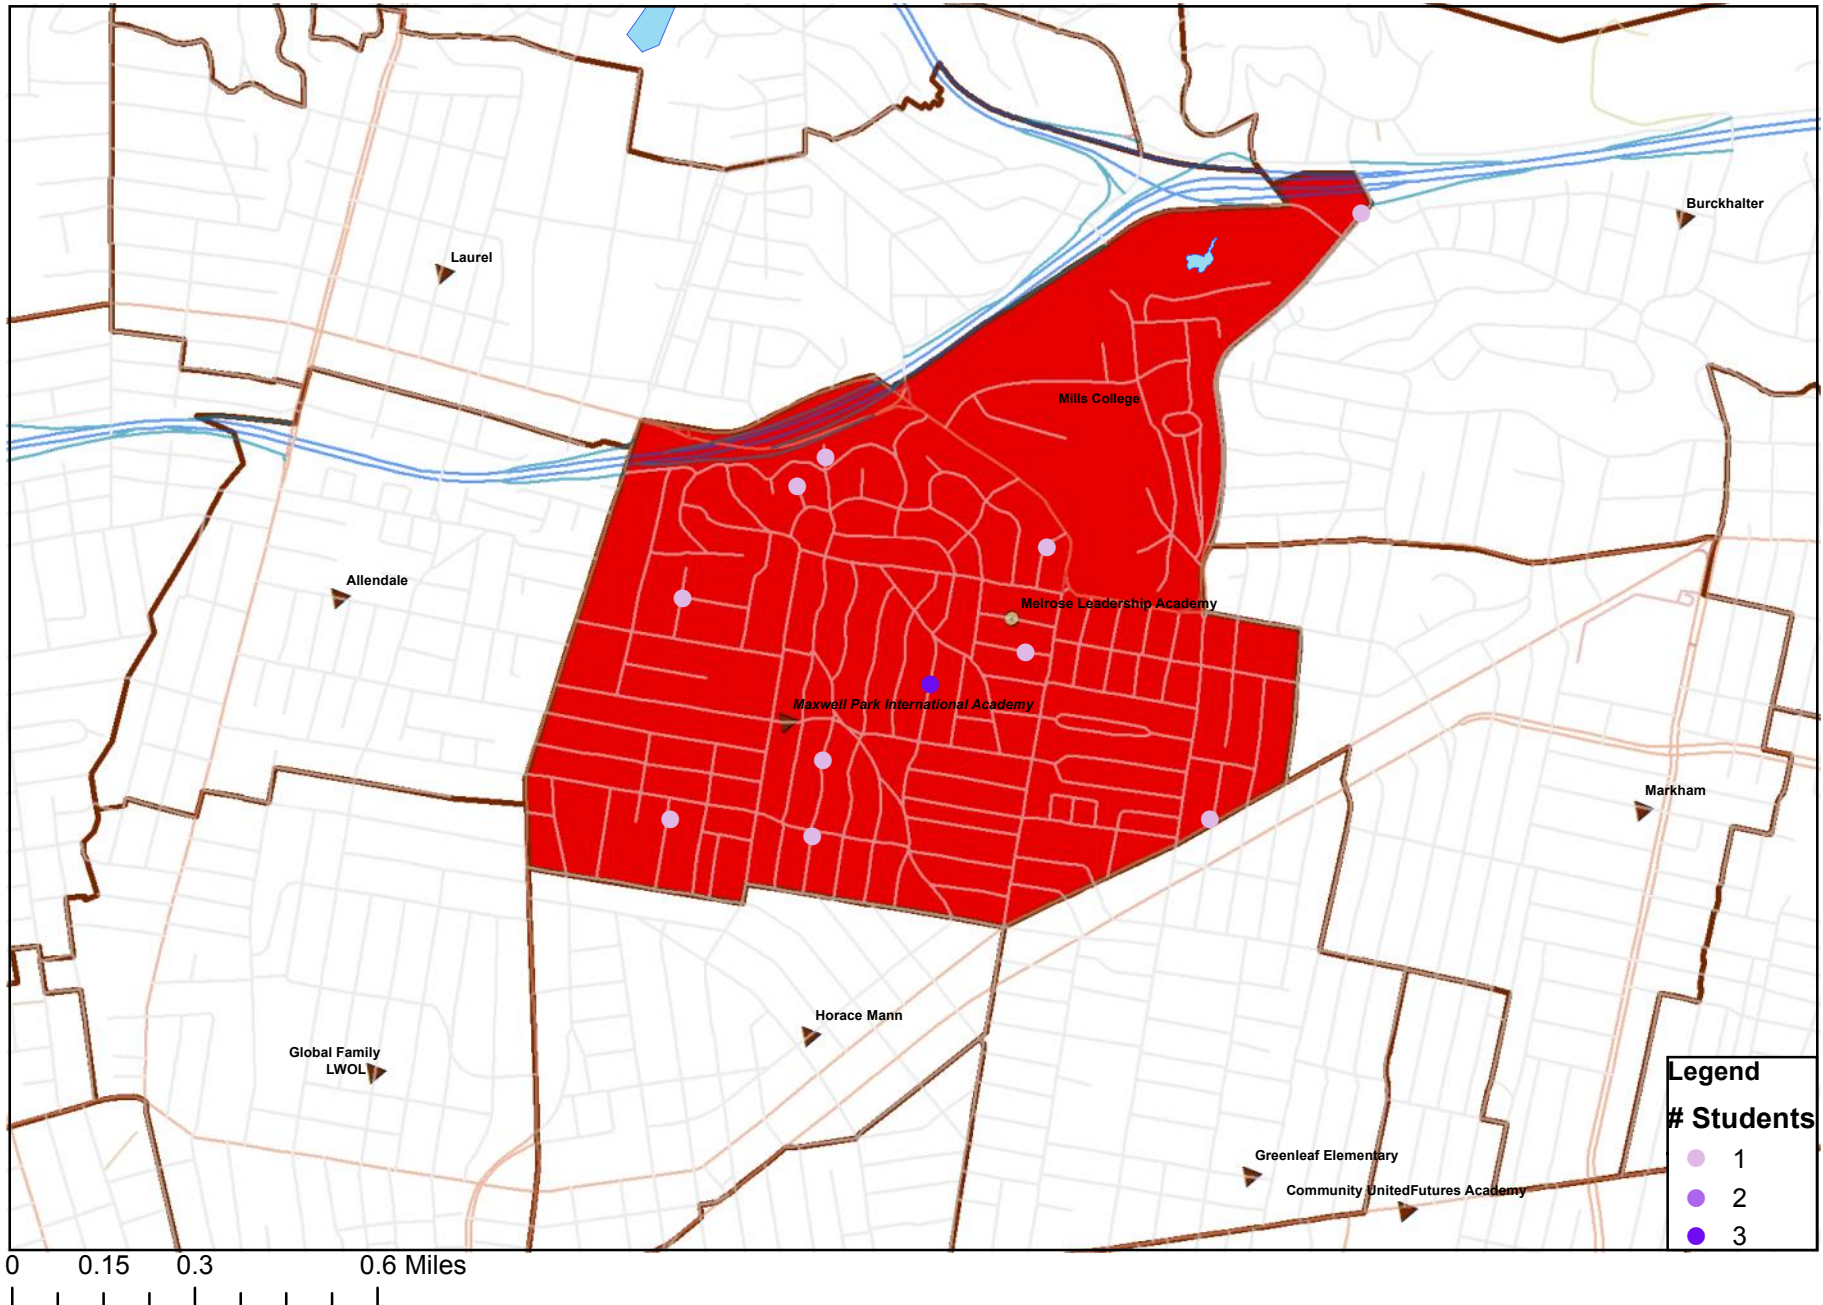 Burckhalter
Laurel
Mills College
Allendale
Melrose Leadership Academy
Maxwell Park International Academy
Markham
Horace Mann
Global Family
LWOL
Greenleaf Elementary
Community UnitedFutures Academy
Legend
# Students
1
2
3
0 0.15 0.3 0.6 Miles